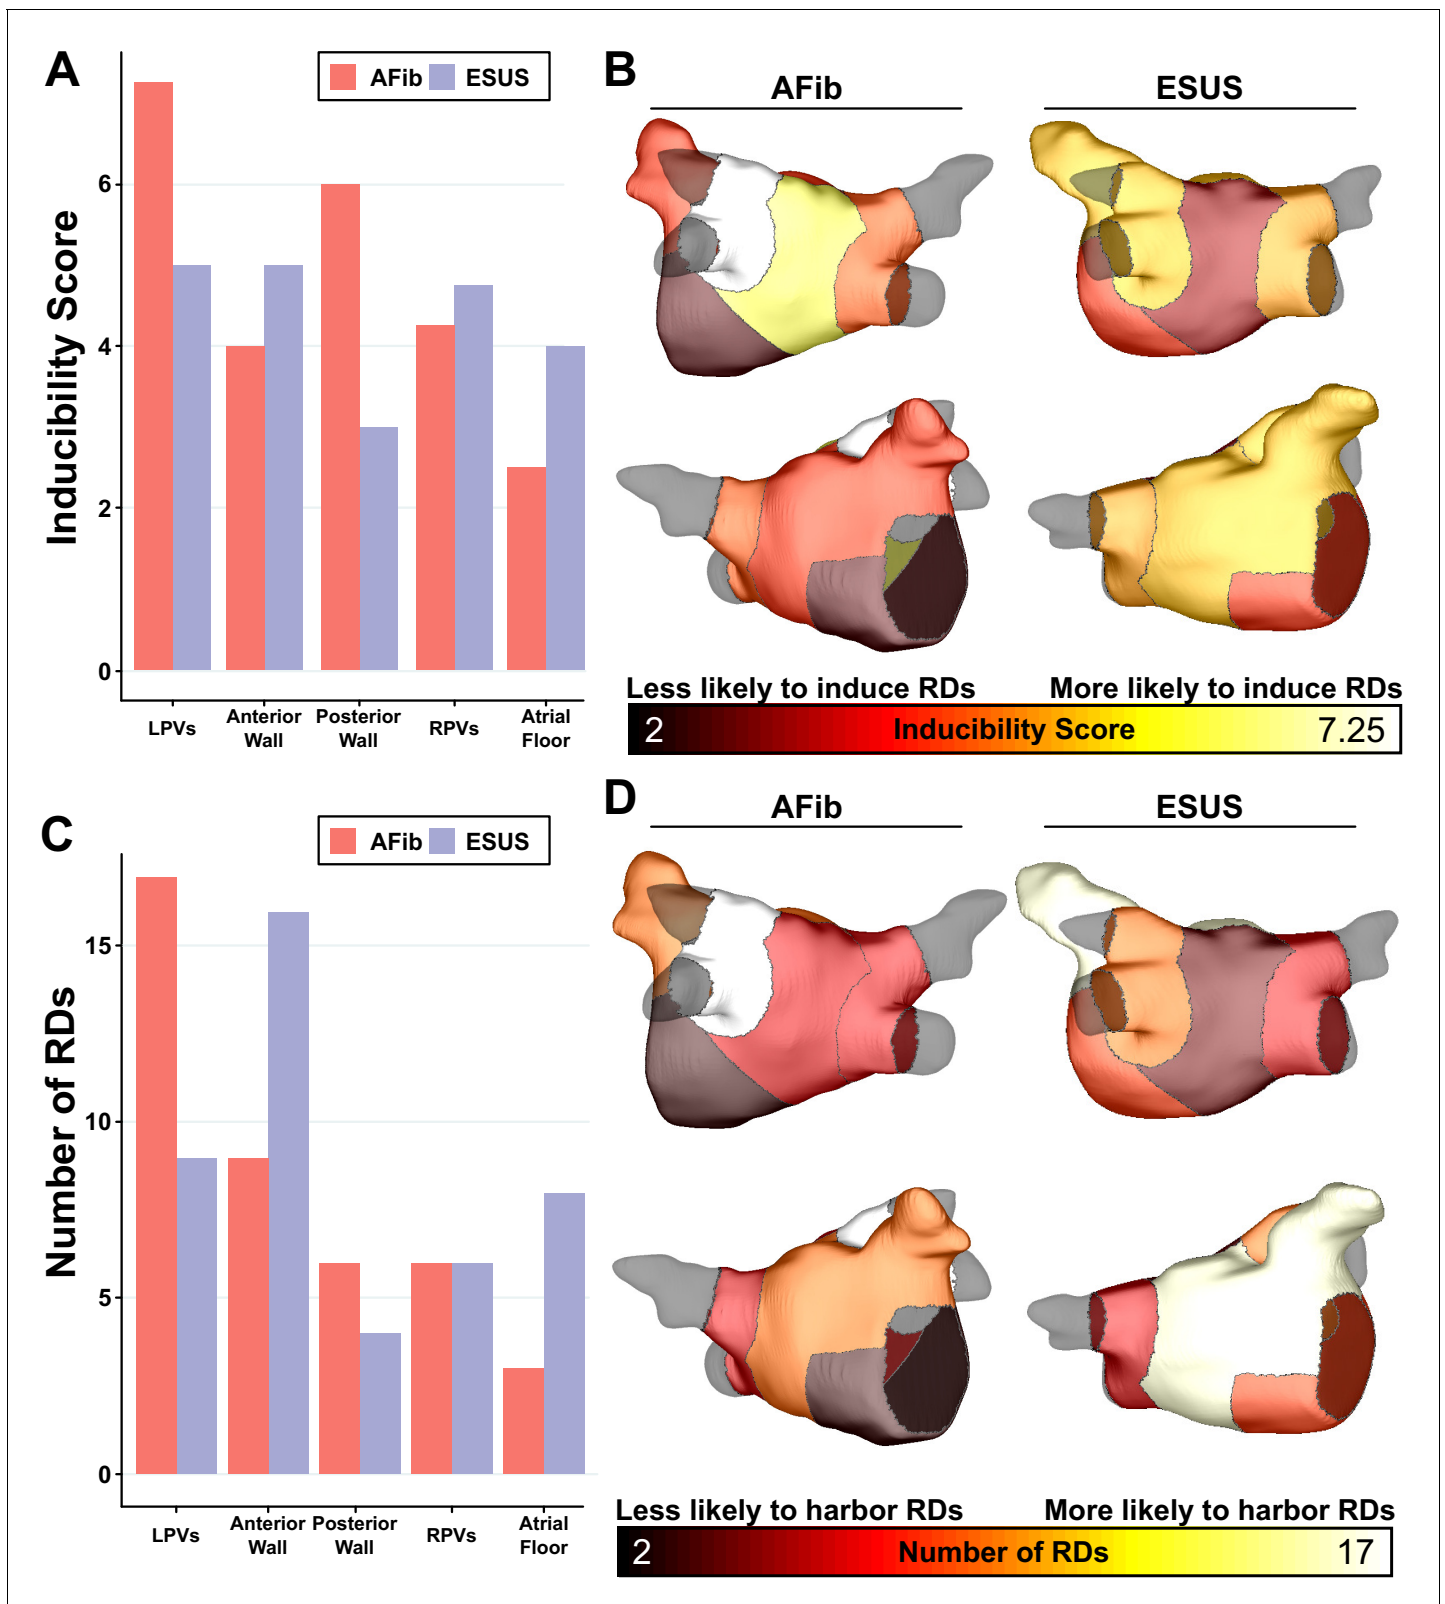 A
AFib ESUS
Inducibility Score
6
4
2
0
LPVs
Anterior Wall
Posterior Wall
RPVs
Atrial Floor
B
AFib
ESUS
Less likely to induce RDs
More likely to induce RDs
2 Inducibility Score 7.25
C
AFib ESUS
Number of RDs
15
10
5
0
LPVs
Anterior Wall
Posterior Wall
RPVs
Atrial Floor
D
AFib
ESUS
Less likely to harbor RDs
More likely to harbor RDs
2 Number of RDs 17